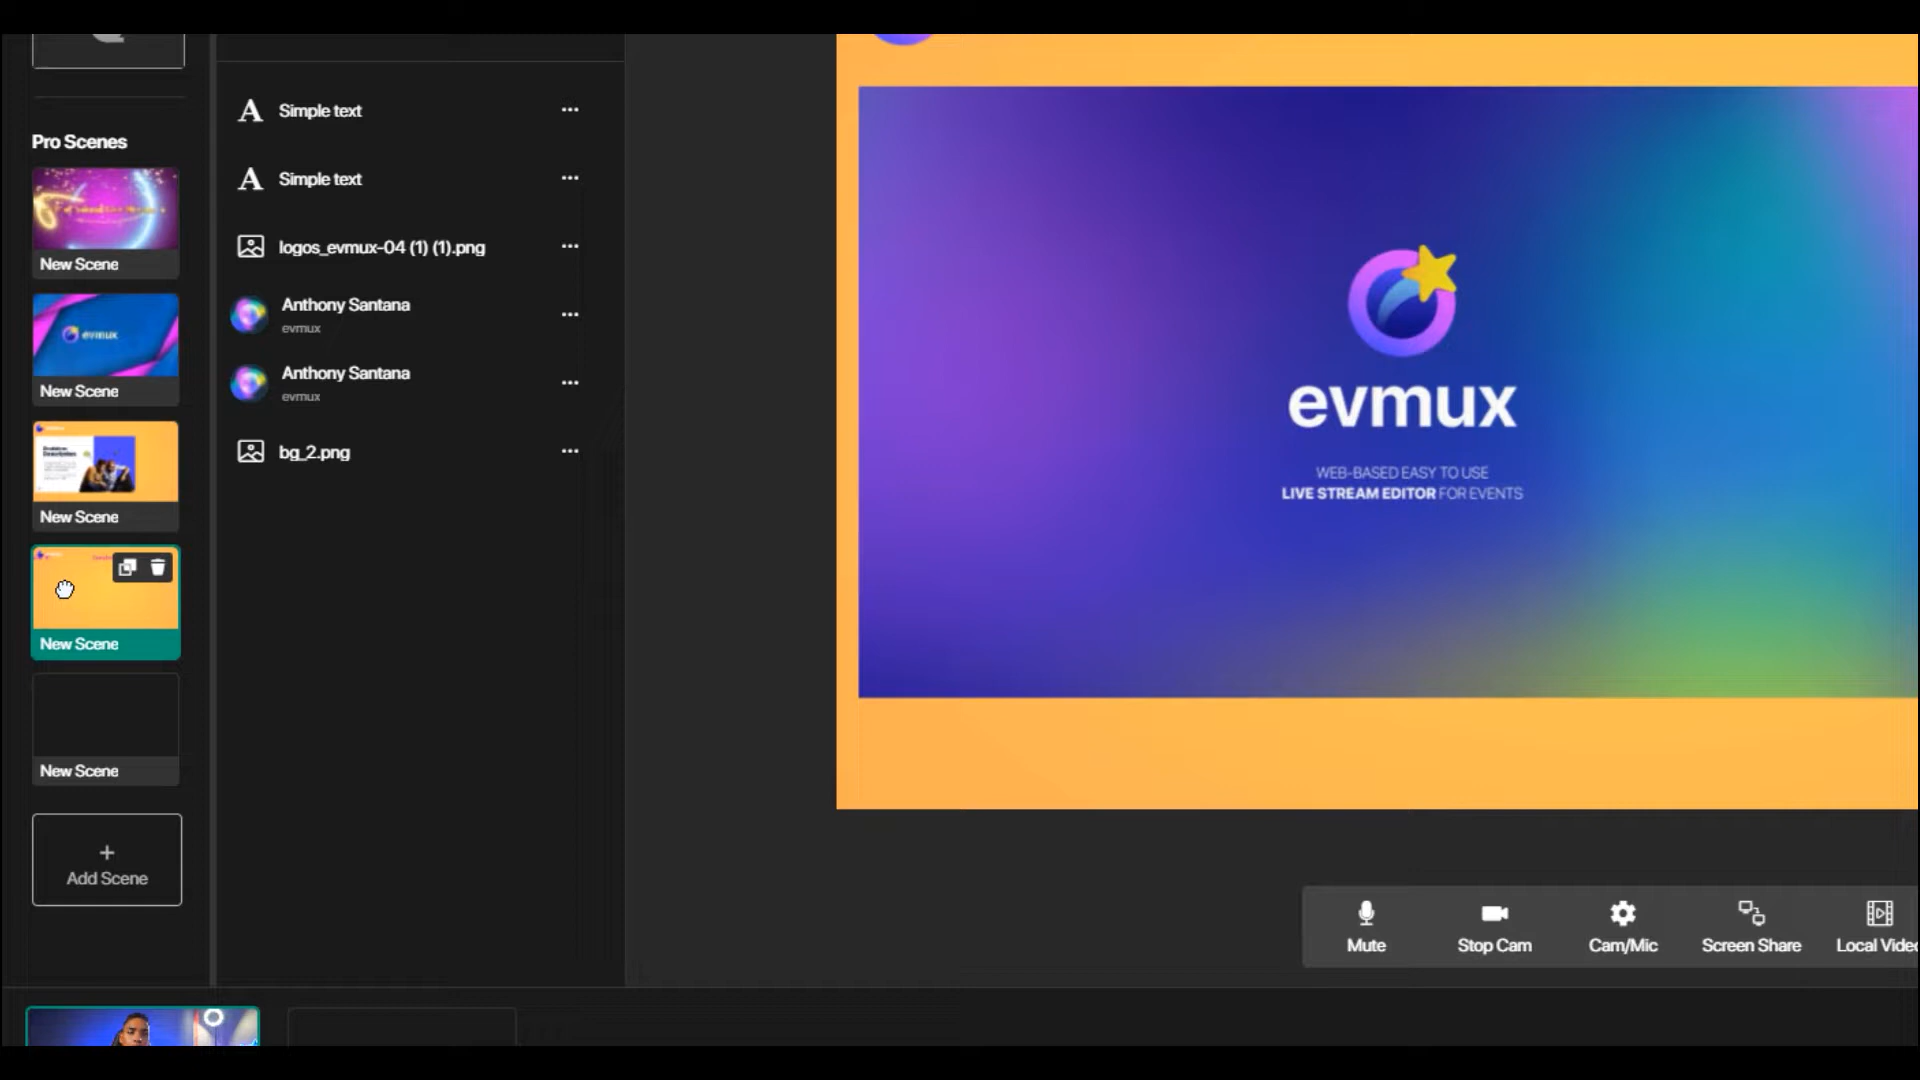 Pro Scenes
New Scene
evmux
New Scene
New Scene
New Scene
New Scene
+
Add Scene
A Simple text
A Simple text
logos_evmux-04 (1) (1).png
Anthony Santana
evmux
Anthony Santana
evmux
bg_2.png
evmux
WEB-BASED EASY TO USE
LIVE STREAM EDITOR FOR EVENTS
Mute
Stop Cam
Cam/Mic
Screen Share
Local Video